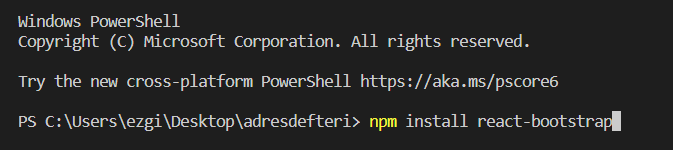 Windows PowerShell
Copyright (C) Microsoft Corporation. All rights reserved.
Try the new cross-platform PowerShell https://aka.ms/pscore6
PS C:\Users\ezgi\Desktop\adresdefteri> npm install react-bootstrap